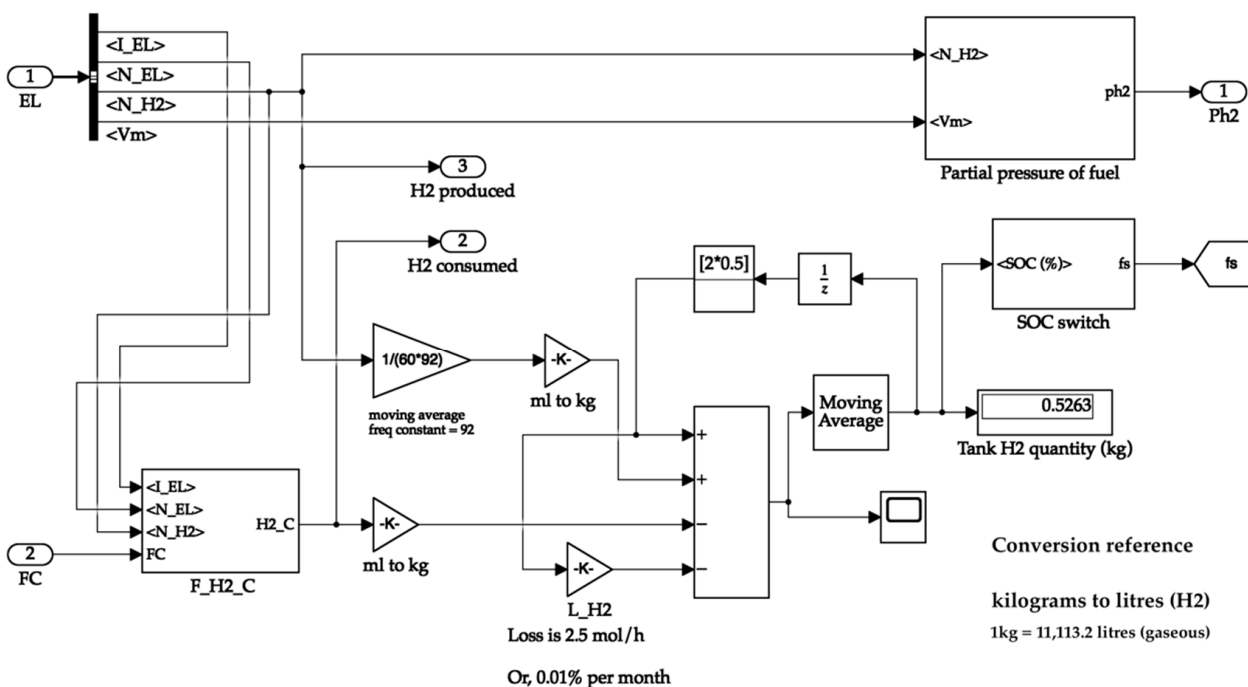 1
EL
<I_EL>
<N_EL>
<N_H2>
<Vm>
<N_H2>
<Vm>
ph2
Partial pressure of fuel
1
Ph2
3
H2 produced
2
H2 consumed
[2*0.5]
1
z
<SOC (%)>
fs
SOC switch
fs
1/(60*92)
moving average
freq constant = 92
-K-
ml to kg
+
+
−
−
Moving
Average
0.5263
Tank H2 quantity (kg)
<I_EL>
<N_EL>
<N_H2>
FC
H2_C
F_H2_C
2
FC
-K-
ml to kg
-K-
L_H2
Loss is 2.5 mol/h
Or, 0.01% per month
Conversion reference
kilograms to litres (H2)
1kg = 11,113.2 litres (gaseous)